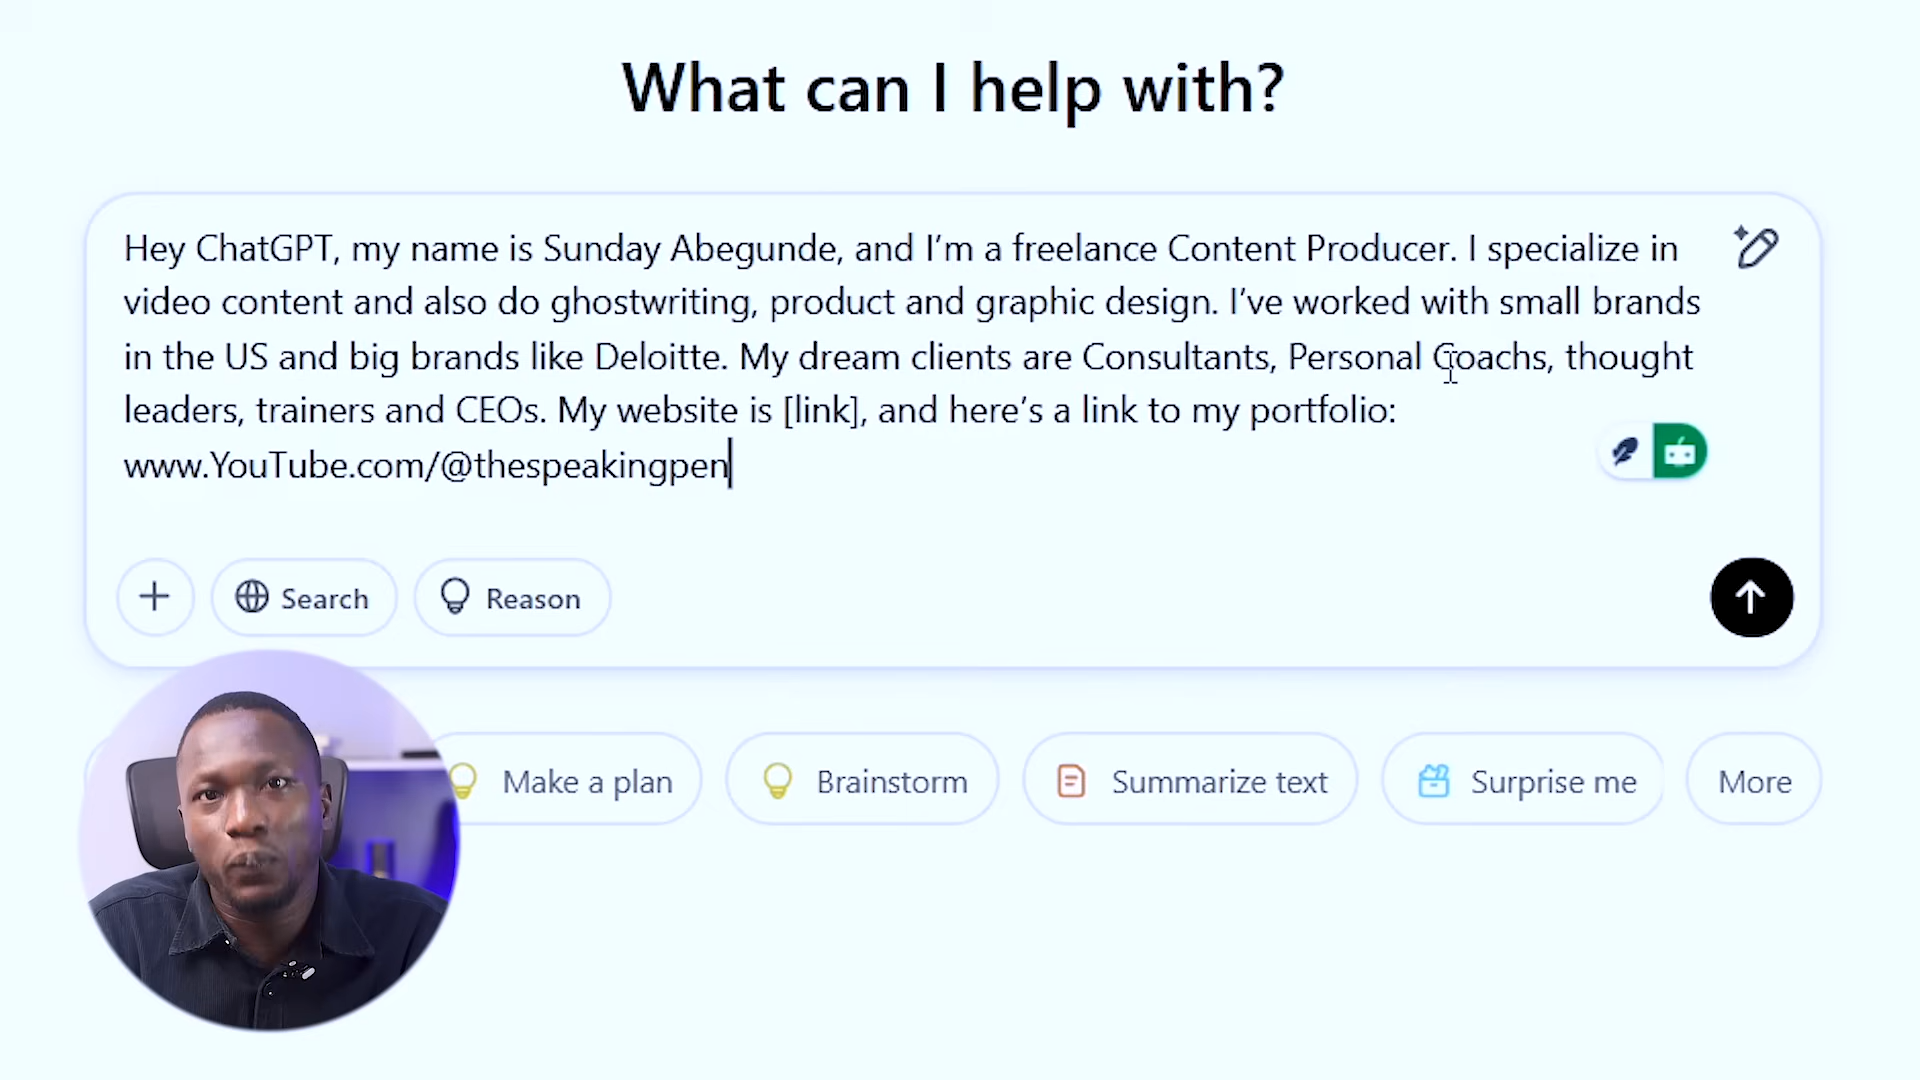 What can I help with?
Hey ChatGPT, my name is Sunday Abegunde, and I’m a freelance Content Producer. I specialize in
video content and also do ghostwriting, product and graphic design. I’ve worked with small brands
in the US and big brands like Deloitte. My dream clients are Consultants, Personal Coachs, thought
leaders, trainers and CEOs. My website is [link], and here’s a link to my portfolio:
www.YouTube.com/@thespeakingpen
Search
Reason
Make a plan
Brainstorm
Summarize text
Surprise me
More